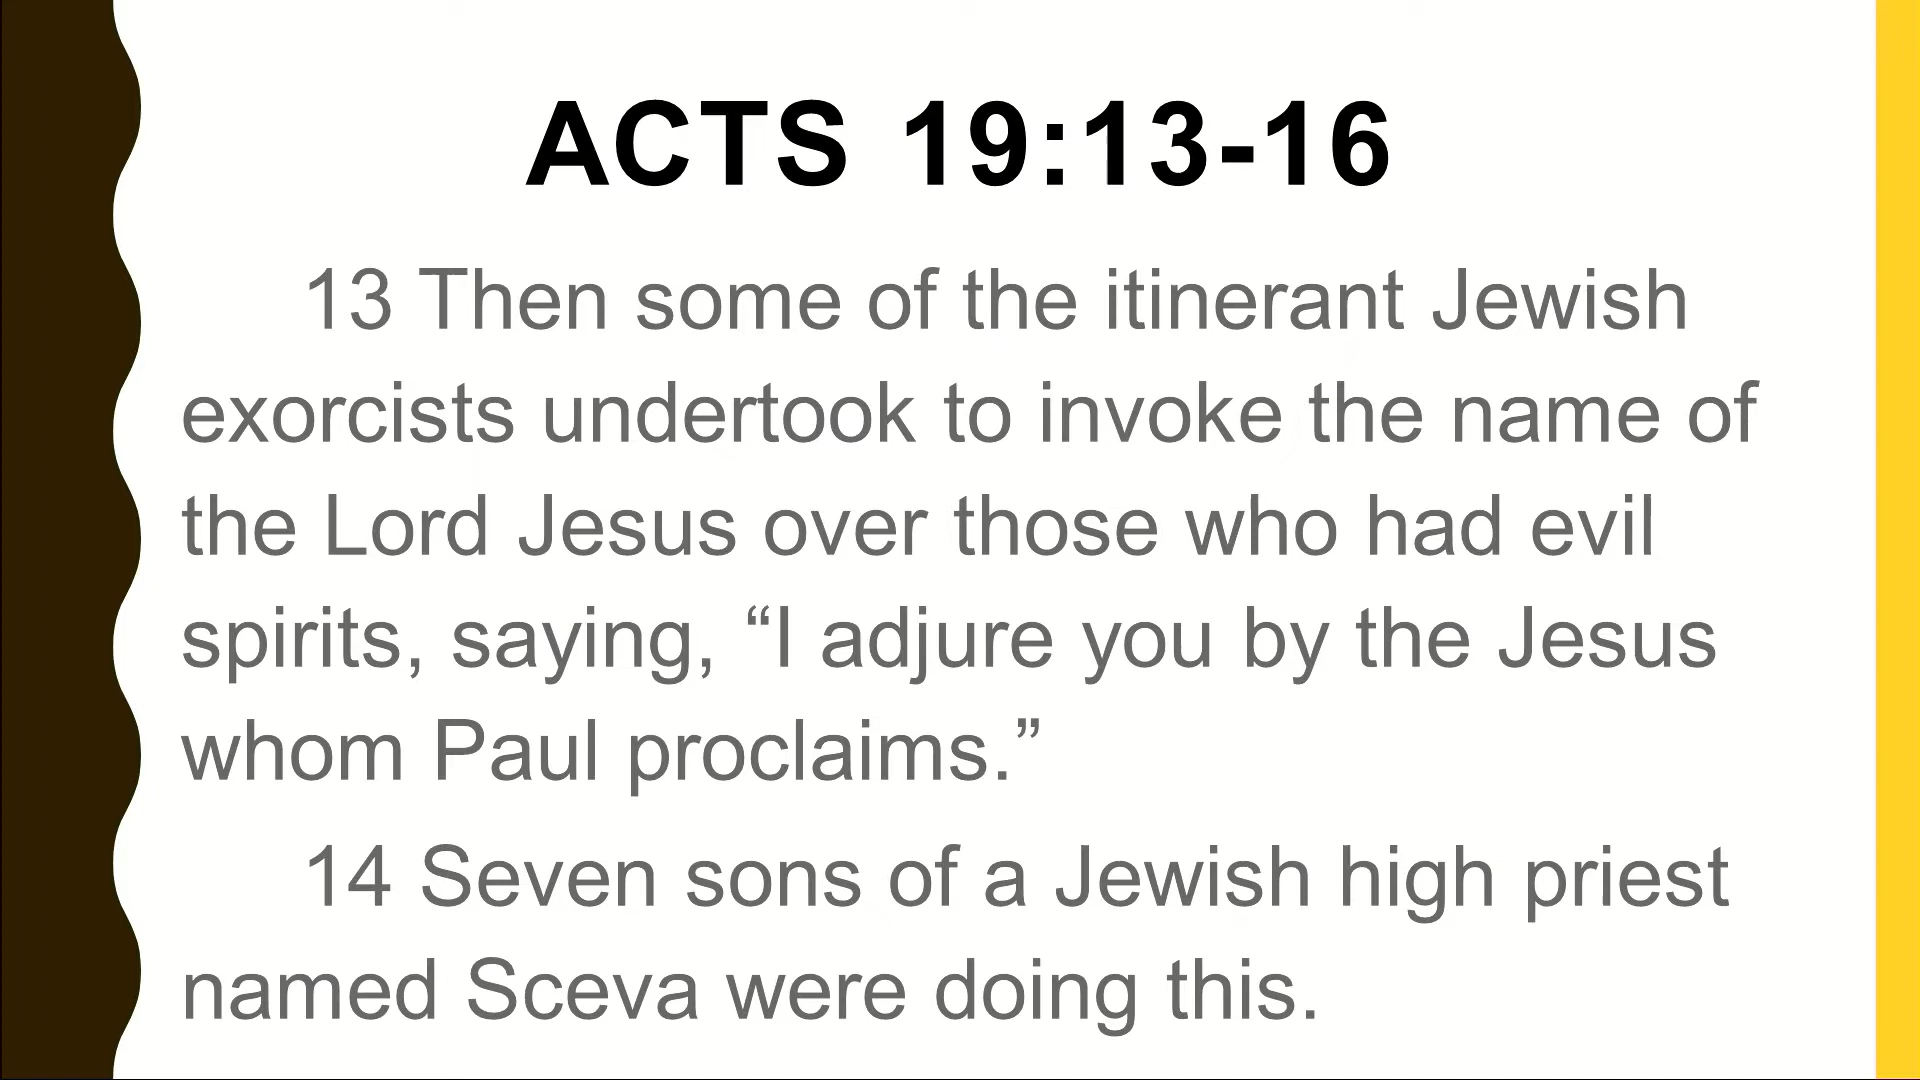 ACTS 19:13-16
13 Then some of the itinerant Jewish
exorcists undertook to invoke the name of
the Lord Jesus over those who had evil
spirits, saying, “I adjure you by the Jesus
whom Paul proclaims.”
14 Seven sons of a Jewish high priest
named Sceva were doing this.